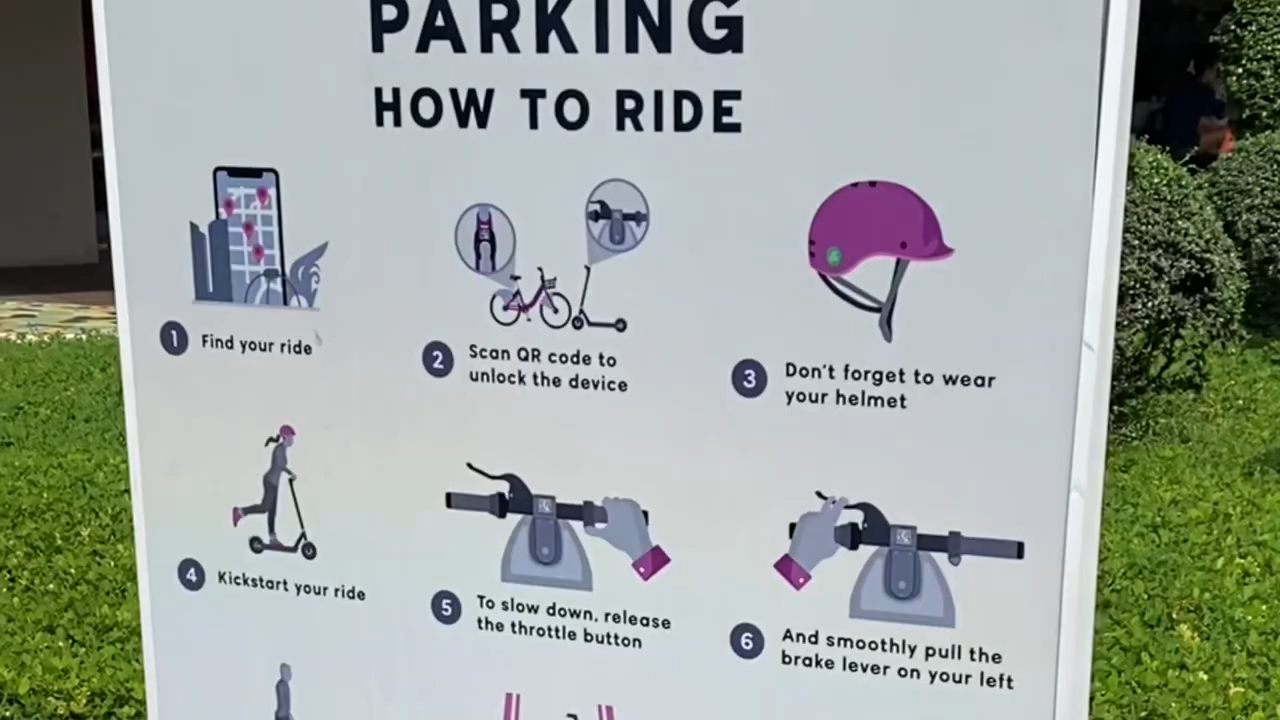 PARKING
HOW TO RIDE
1 Find your ride
2 Scan QR code to
unlock the device
3 Don't forget to wear
your helmet
4 Kickstart your ride
5 To slow down, release
the throttle button
6 And smoothly pull the
brake lever on your left